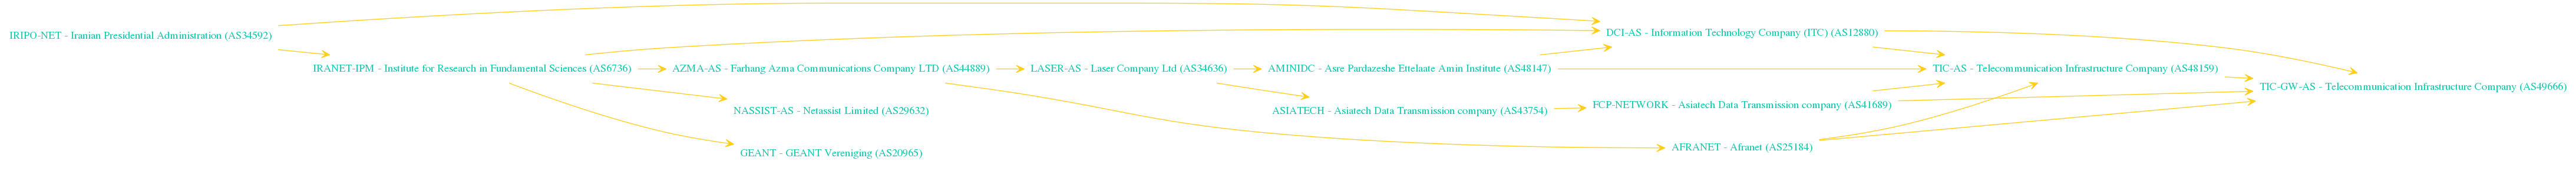 IRIPO-NET - Iranian Presidential Administration (AS34592)
IRANET-IPM - Institute for Research in Fundamental Sciences (AS6736)
AZMA-AS - Farhang Azma Communications Company LTD (AS44889)
NASSIST-AS - Netassist Limited (AS29632)
GEANT - GEANT Vereniging (AS20965)
LASER-AS - Laser Company Ltd (AS34636)
AMINIDC - Asre Pardazeshe Ettelaate Amin Institute (AS48147)
ASIATECH - Asiatech Data Transmission company (AS43754)
DCI-AS - Information Technology Company (ITC) (AS12880)
FCP-NETWORK - Asiatech Data Transmission company (AS41689)
AFRANET - Afranet (AS25184)
TIC-AS - Telecommunication Infrastructure Company (AS48159)
TIC-GW-AS - Telecommunication Infrastructure Company (AS49666)